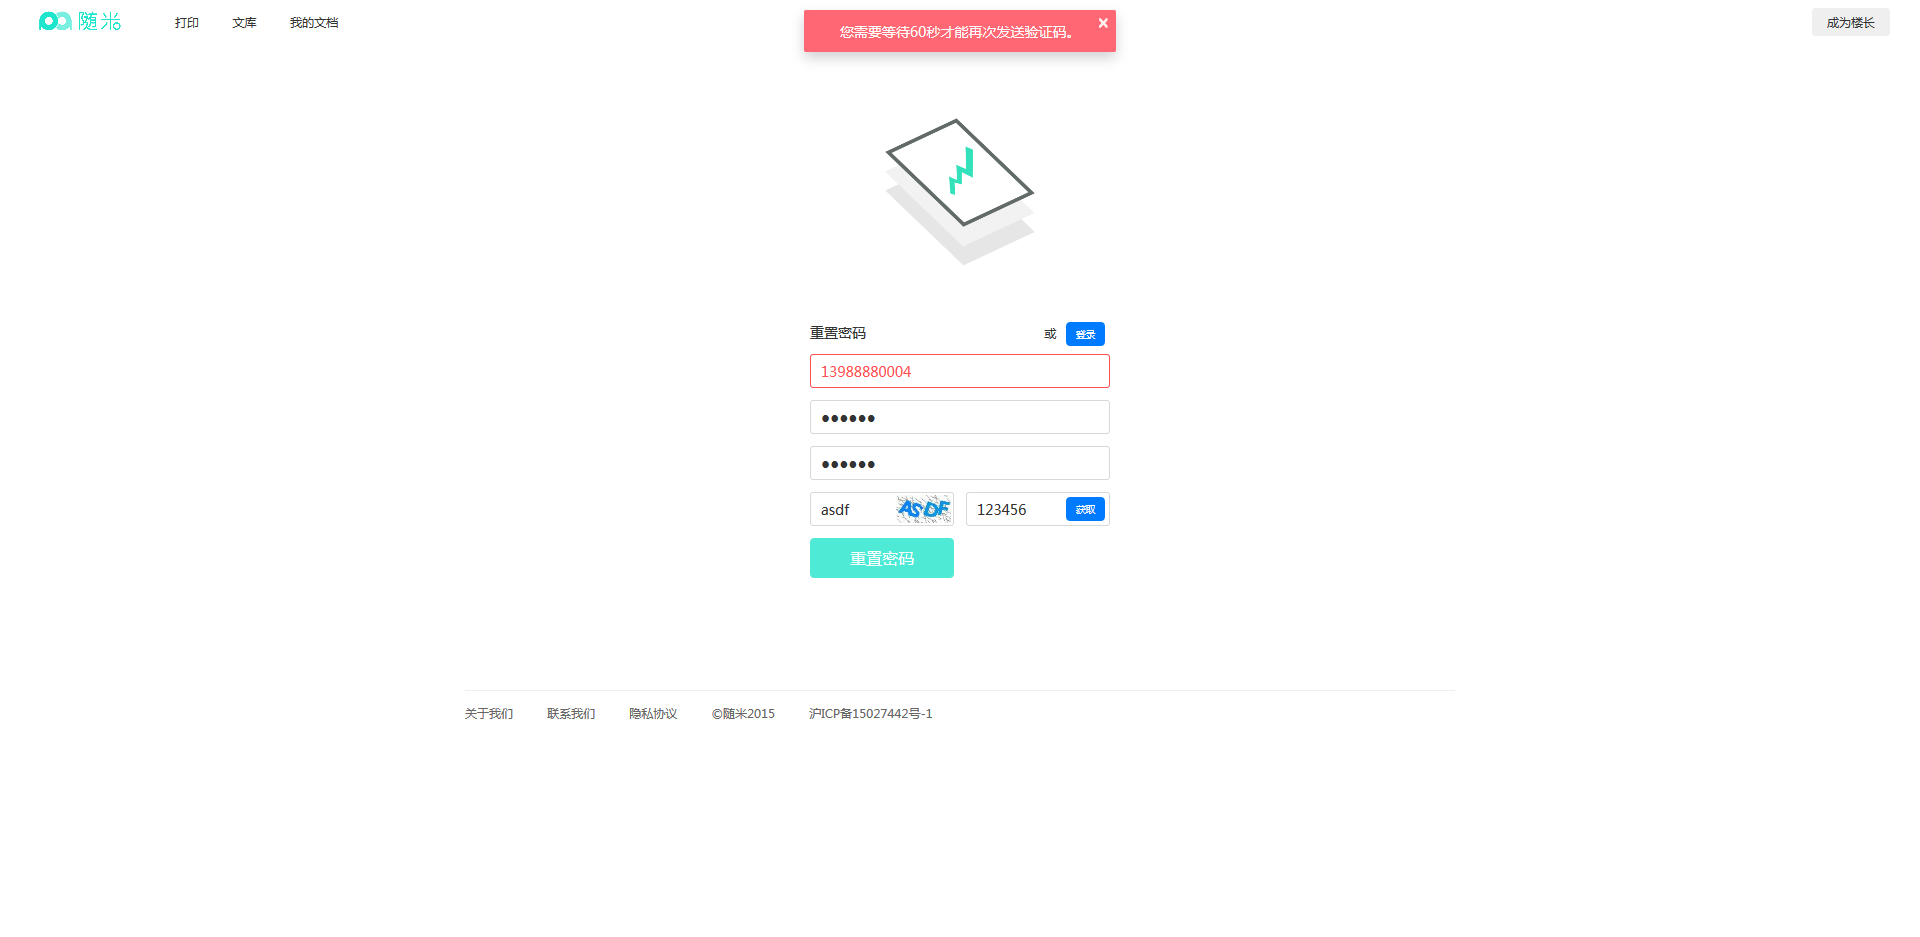 随米 打印 文库 我的文档 您需要等待60秒才能再次发送验证码。 × 成为楼长
重置密码 或 登录
13988880004
●●●●●●
●●●●●●
asdf ASDF 123456 获取
重置密码
关于我们 联系我们 隐私协议 ©随米2015 沪ICP备15027442号-1